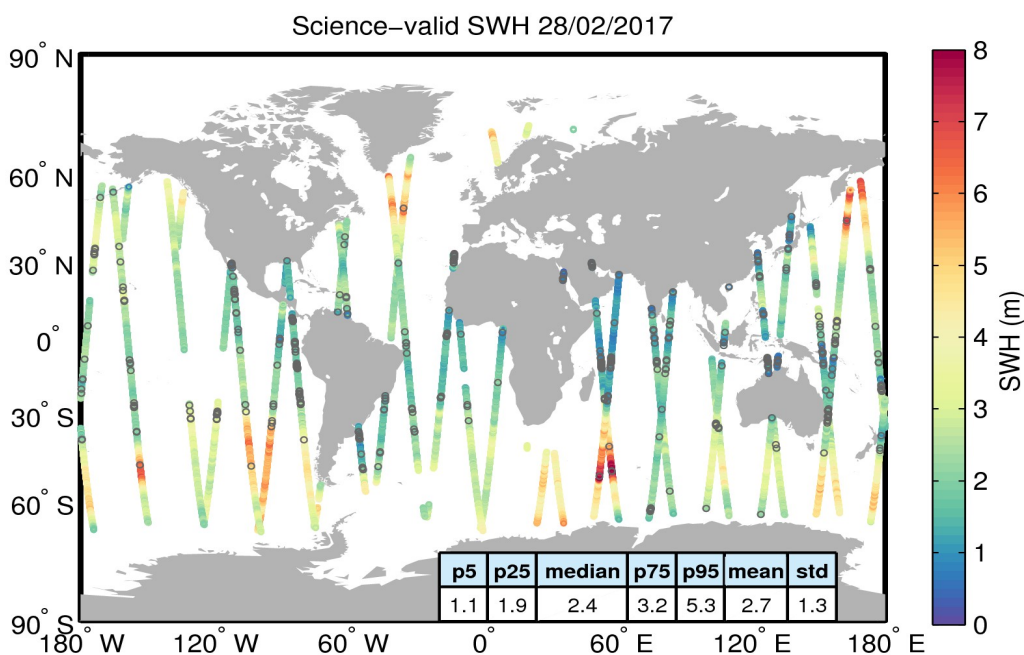 Science−valid SWH 28/02/2017
90° N
60° N
30° N
0°
30° S
60° S
90° S
180° W
120° W
60° W
0°
60° E
120° E
180° E
p5 p25 median p75 p95 mean std
1.1 1.9 2.4 3.2 5.3 2.7 1.3
8
7
6
5
4
3
2
1
0
SWH (m)